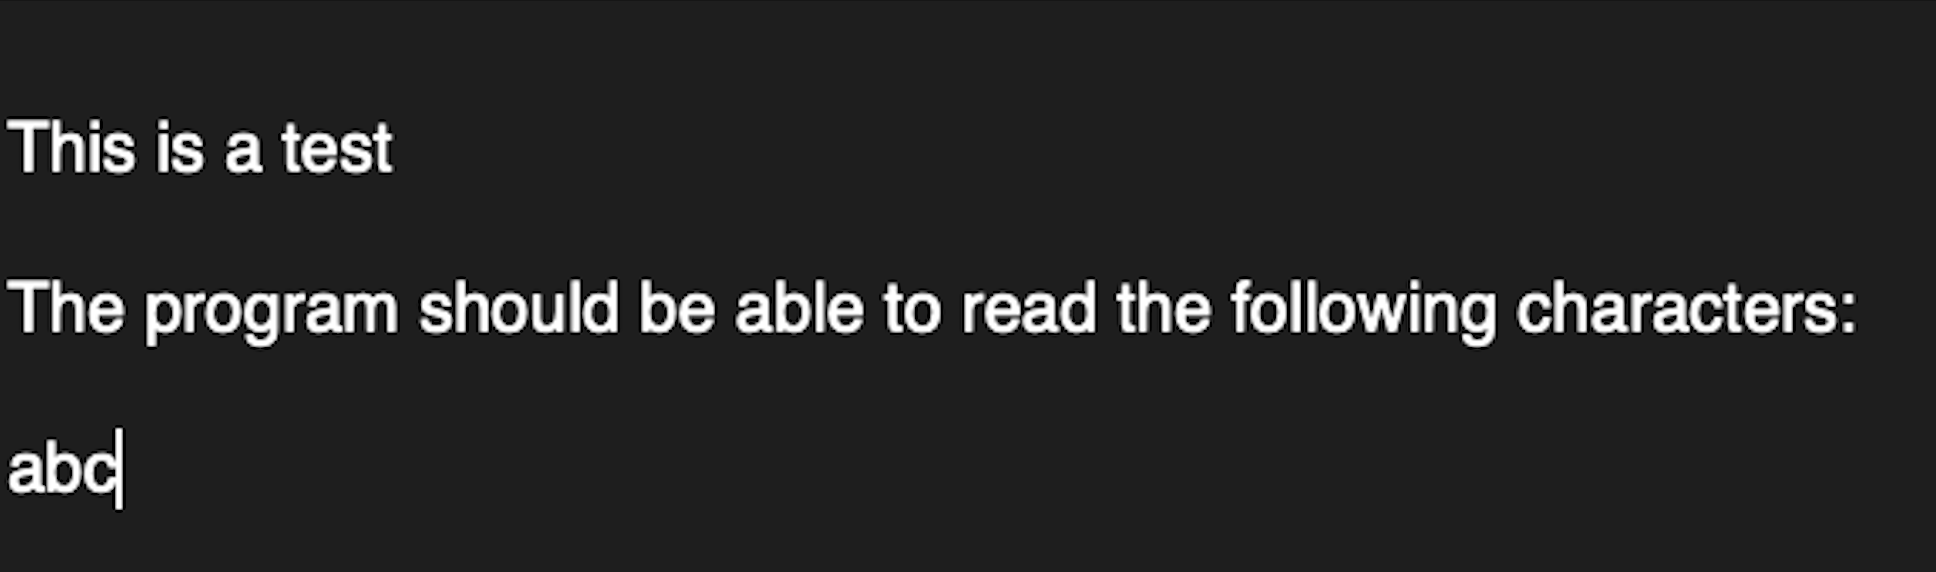 This is a test
The program should be able to read the following characters:
abc